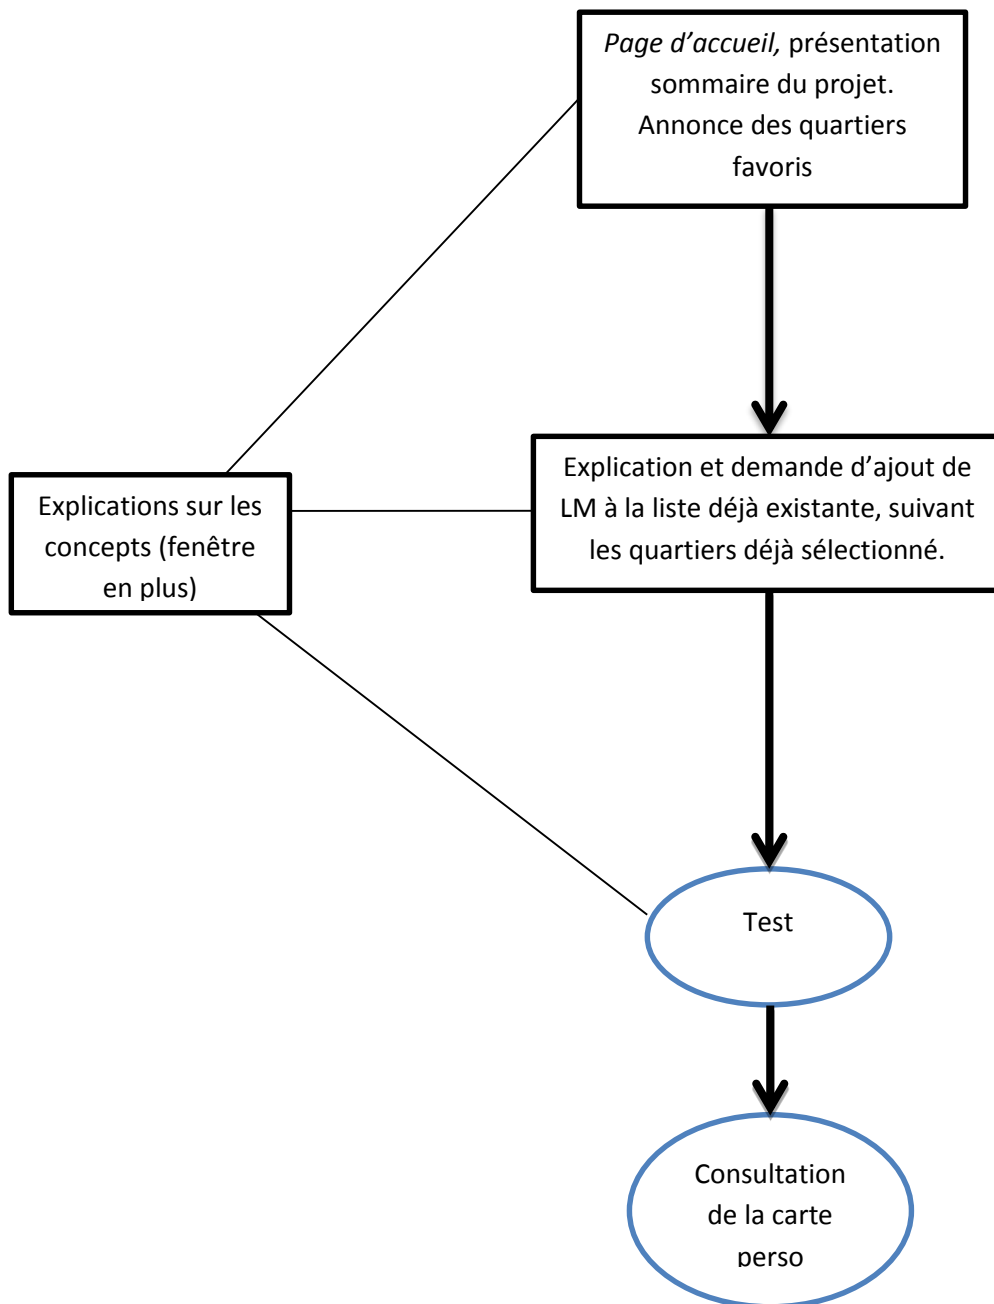 Page d’accueil, présentation
sommaire du projet.
Annonce des quartiers
favoris
Explication et demande d’ajout de
LM à la liste déjà existante, suivant
les quartiers déjà sélectionné.
Explications sur les
concepts (fenêtre
en plus)
Test
Consultation
de la carte
perso